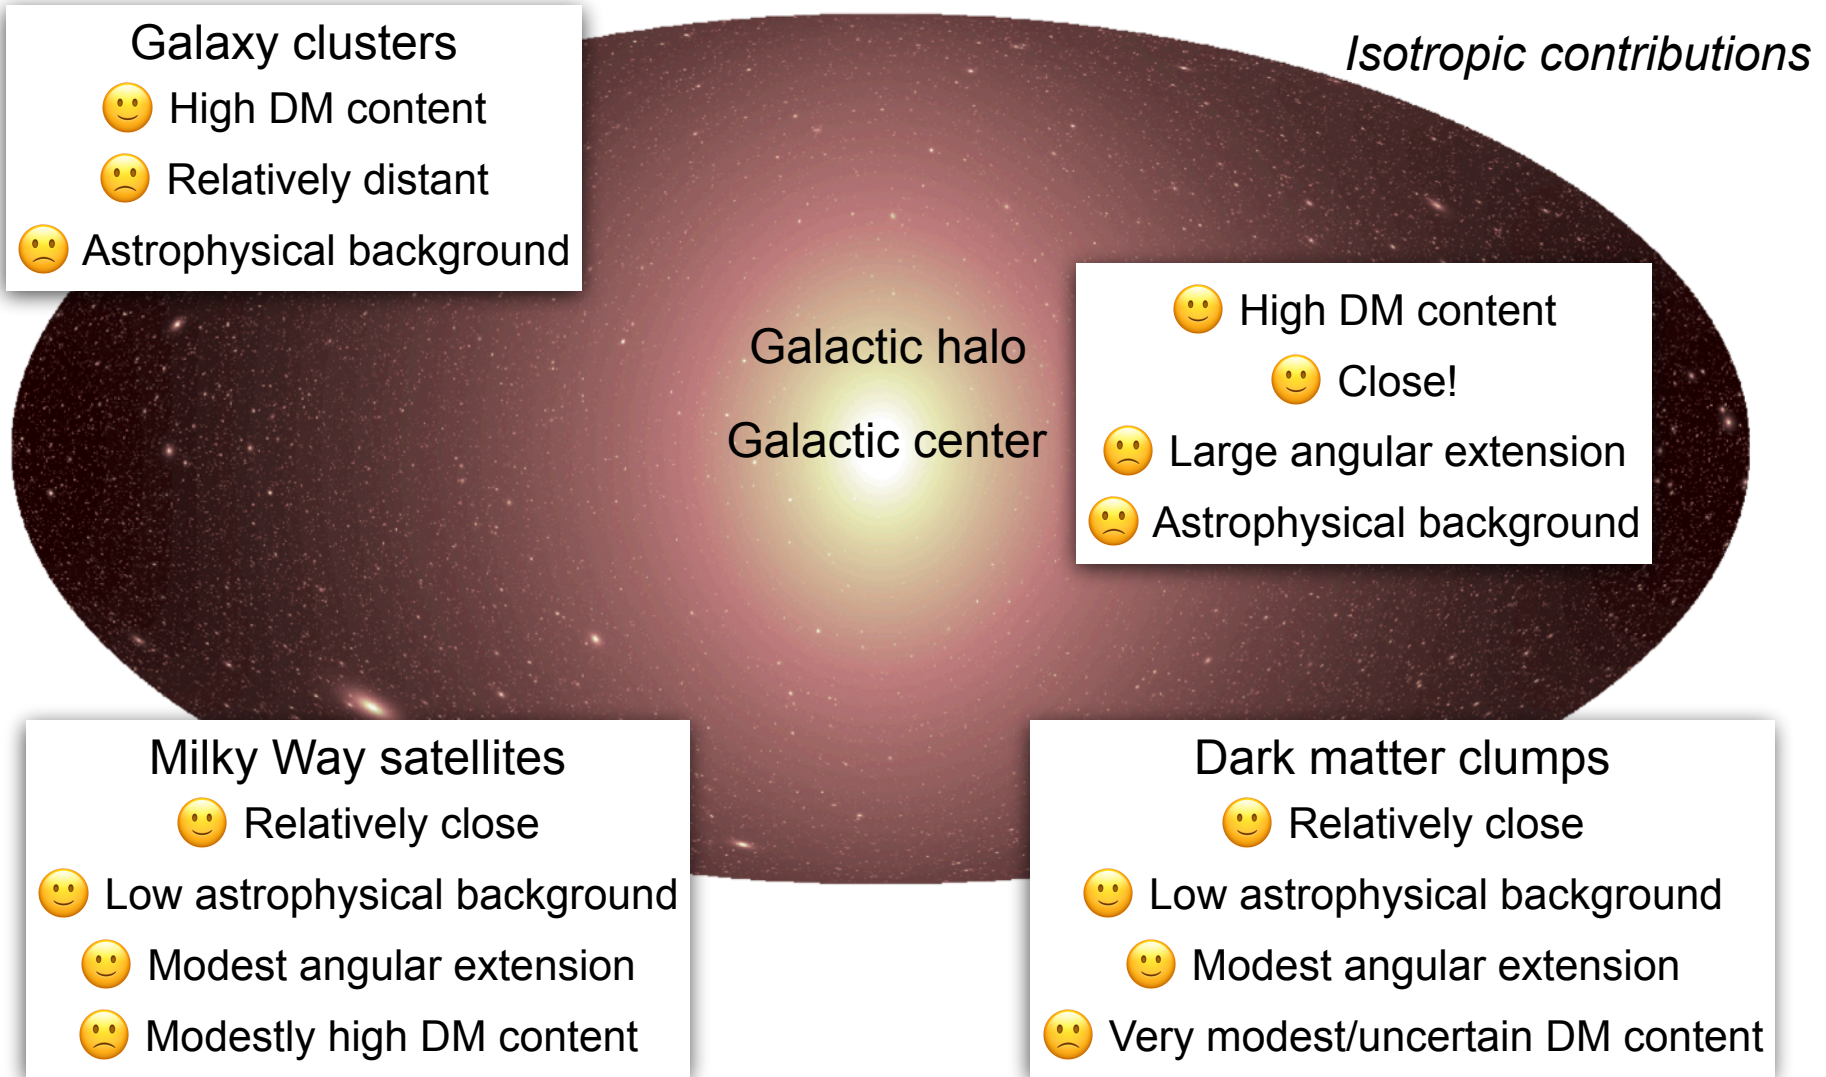 Galaxy clusters
🙂 High DM content
🙁 Relatively distant
🙁 Astrophysical background
Isotropic contributions
Galactic halo
Galactic center
🙂 High DM content
🙂 Close!
🙁 Large angular extension
🙁 Astrophysical background
Milky Way satellites
🙂 Relatively close
🙂 Low astrophysical background
🙂 Modest angular extension
🙁 Modestly high DM content
Dark matter clumps
🙂 Relatively close
🙂 Low astrophysical background
🙂 Modest angular extension
🙁 Very modest/uncertain DM content